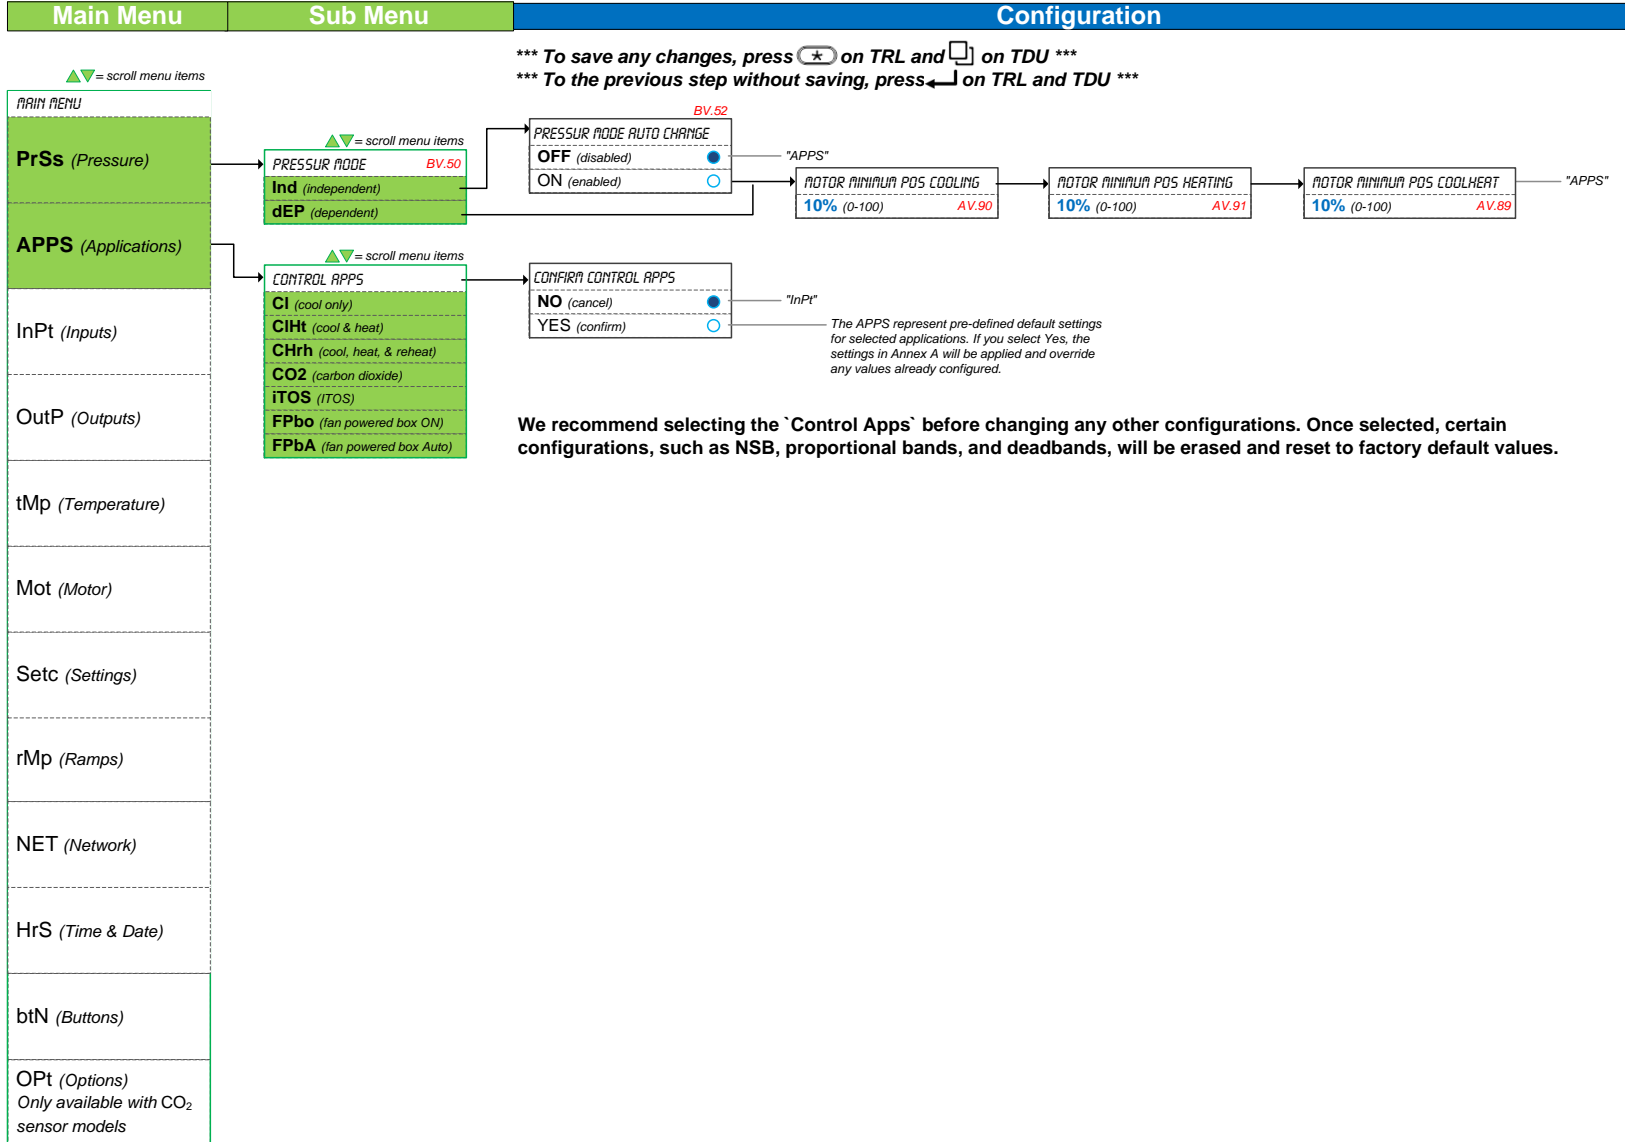 Main Menu
Sub Menu
Configuration
*** To save any changes, press on TRL and on TDU ***
*** To the previous step without saving, press on TRL and TDU ***
= scroll menu items
MAIN MENU
PrSs (Pressure)
APPS (Applications)
InPt (Inputs)
OutP (Outputs)
tMp (Temperature)
Mot (Motor)
Setc (Settings)
rMp (Ramps)
NET (Network)
HrS (Time & Date)
btN (Buttons)
OPt (Options)
Only available with CO₂
sensor models
= scroll menu items
PRESSUR MODE BV.50
Ind (independent)
dEP (dependent)
BV.52
PRESSUR MODE AUTO CHANGE
OFF (disabled)
"APPS"
ON (enabled)
MOTOR MINIMUM POS COOLING
10% (0-100) AV.90
MOTOR MINIMUM POS HEATING
10% (0-100) AV.91
MOTOR MINIMUM POS COOLHEAT
10% (0-100) AV.89
"APPS"
= scroll menu items
CONTROL APPS
Cl (cool only)
ClHt (cool & heat)
CHrh (cool, heat, & reheat)
CO2 (carbon dioxide)
iTOS (ITOS)
FPbo (fan powered box ON)
FPbA (fan powered box Auto)
CONFIRM CONTROL APPS
NO (cancel)
"InPt"
YES (confirm)
The APPS represent pre-defined default settings
for selected applications. If you select Yes, the
settings in Annex A will be applied and override
any values already configured.
We recommend selecting the `Control Apps` before changing any other configurations. Once selected, certain
configurations, such as NSB, proportional bands, and deadbands, will be erased and reset to factory default values.